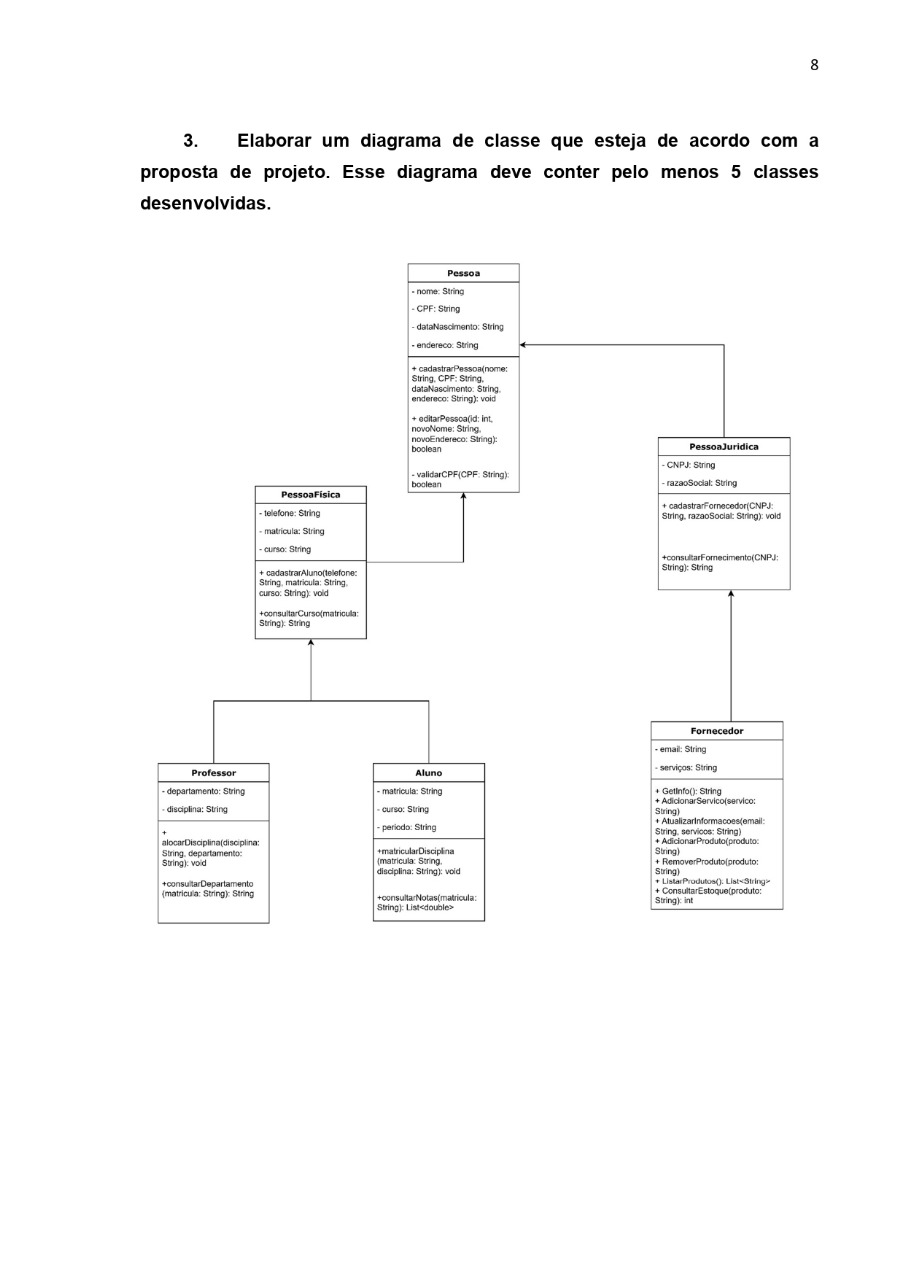 8
3. Elaborar um diagrama de classe que esteja de acordo com a
proposta de projeto. Esse diagrama deve conter pelo menos 5 classes
desenvolvidas.
Pessoa
- nome: String
- CPF: String
- dataNascimento: String
- endereco: String
+ cadastrarPessoa(nome:
String, CPF: String,
dataNascimento: String,
endereco: String): void
+ editarPessoa(id: int,
novoNome: String,
novoEndereco: String):
boolean
- validarCPF(CPF: String):
boolean
PessoaJuridica
- CNPJ: String
- razaoSocial: String
+ cadastrarFornecedor(CNPJ:
String, razaoSocial: String): void
+consultarFornecimento(CNPJ:
String): String
PessoaFísica
- telefone: String
- matricula: String
- curso: String
+ cadastrarAluno(telefone:
String, matricula: String,
curso: String): void
+consultarCurso(matricula:
String): String
Professor
- departamento: String
- disciplina: String
+
alocarDisciplina(disciplina:
String, departamento:
String): void
+consultarDepartamento
(matricula: String): String
Aluno
- matricula: String
- curso: String
- periodo: String
+matricularDisciplina
(matricula: String,
disciplina: String): void
+consultarNotas(matricula:
String): List<double>
Fornecedor
- email: String
- serviços: String
+ GetInfo(): String
+ AdicionarServico(servico:
String)
+ AtualizarInformacoes(email:
String, servicos: String)
+ AdicionarProduto(produto:
String)
+ RemoverProduto(produto:
String)
+ ListarProdutos(): List<String>
+ ConsultarEstoque(produto:
String): int